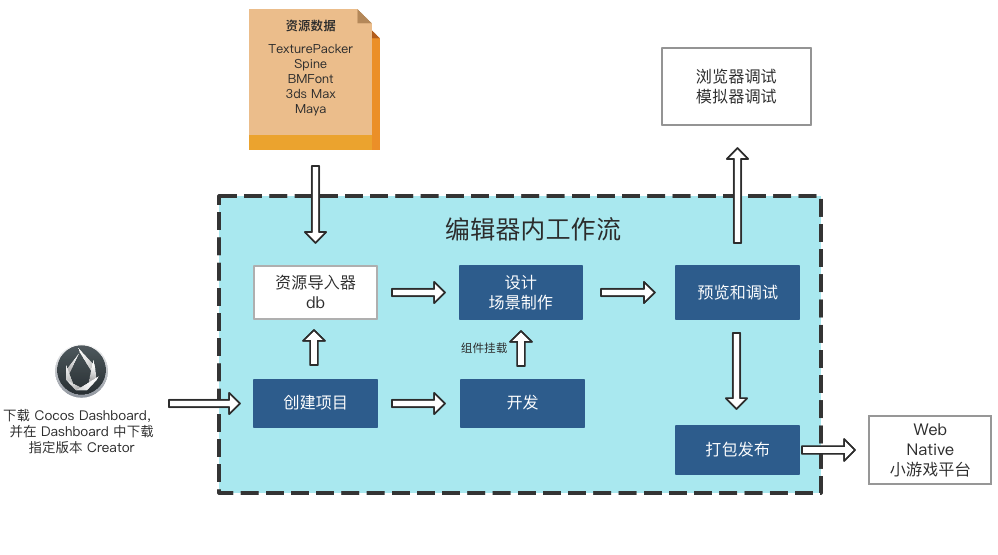 资源数据
TexturePacker
Spine
BMFont
3ds Max
Maya
浏览器调试
模拟器调试
编辑器内工作流
资源导入器
db
设计
场景制作
预览和调试
组件挂载
创建项目
开发
下载 Cocos Dashboard,
并在 Dashboard 中下载
指定版本 Creator
打包发布
Web
Native
小游戏平台